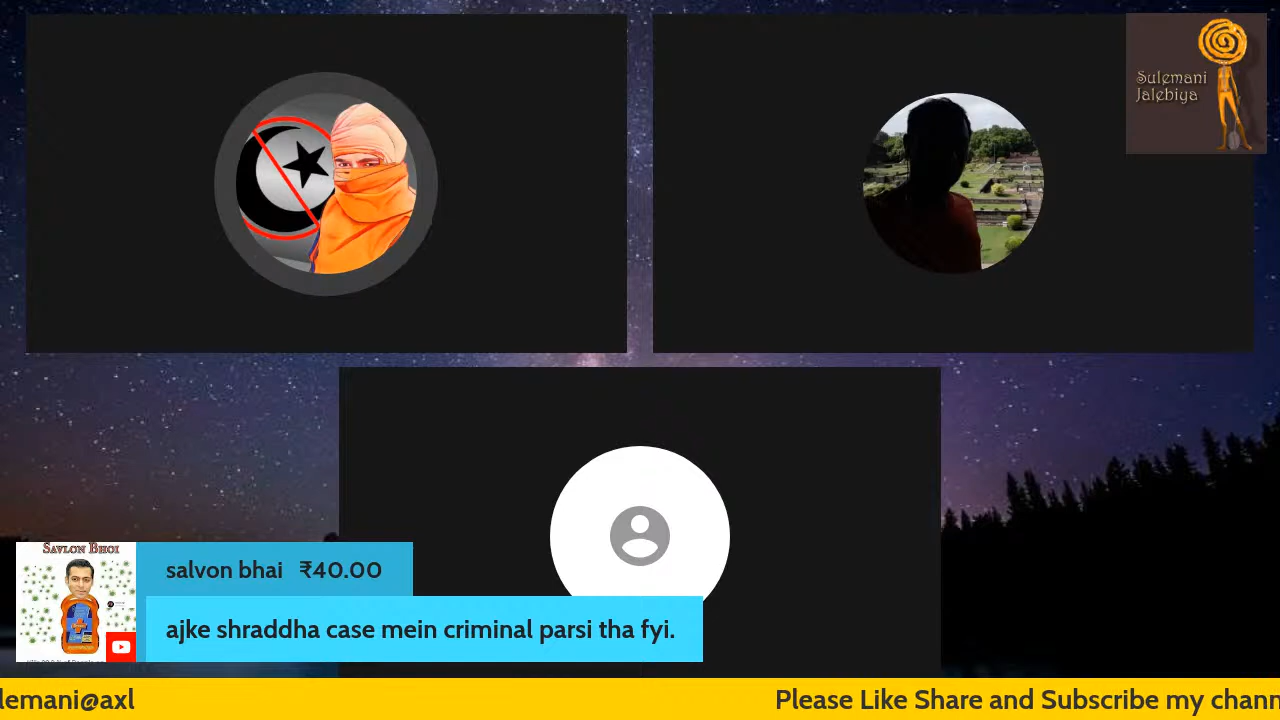 Sulemani
Jalebiya
SAVLON BHOI
salvon bhai ₹40.00
ajke shraddha case mein criminal parsi tha fyi.
lemani@axl
Please Like Share and Subscribe my chann